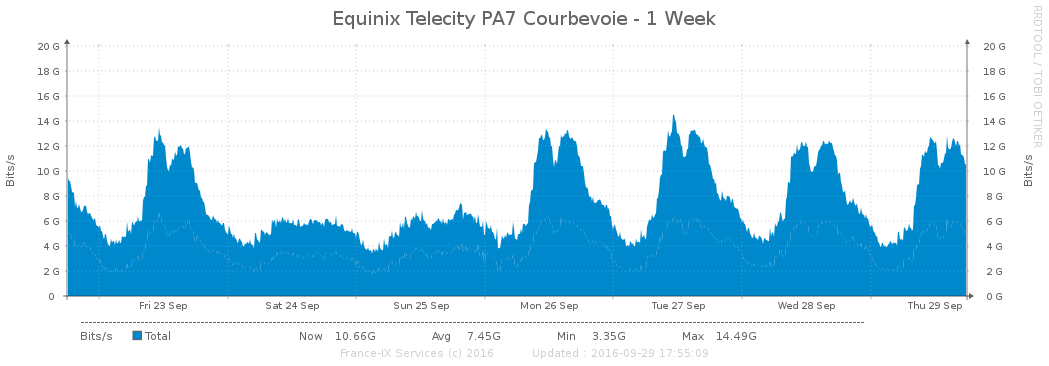 Equinix Telecity PA7 Courbevoie - 1 Week
RRDTOOL / TOBI OETIKER
Bits/s
20 G 20 G
18 G 18 G
16 G 16 G
14 G 14 G
12 G 12 G
10 G 10 G
8 G 8 G
6 G 6 G
4 G 4 G
2 G 2 G
0 0 G
Bits/s
Fri 23 Sep Sat 24 Sep Sun 25 Sep Mon 26 Sep Tue 27 Sep Wed 28 Sep Thu 29 Sep
Bits/s Total Now 10.66G Avg 7.45G Min 3.35G Max 14.49G
France-IX Services (c) 2016 Updated : 2016-09-29 17:55:09